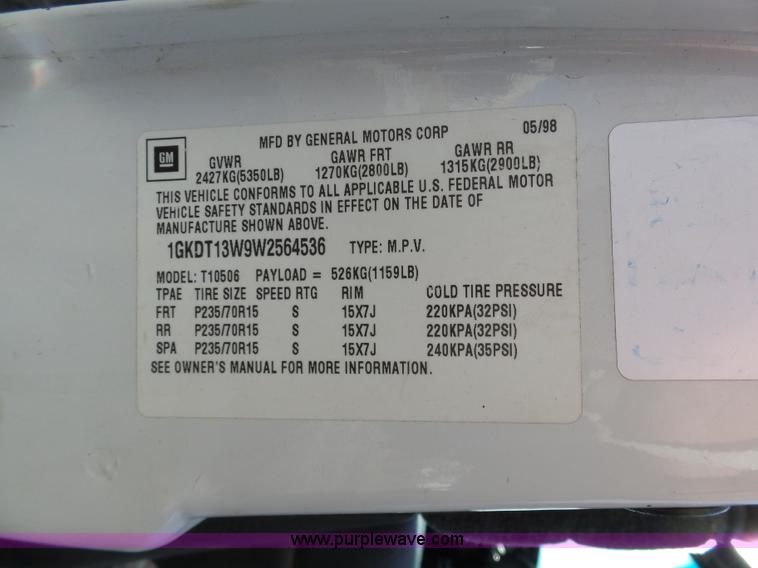 MFD BY GENERAL MOTORS CORP 05/98
GM
GVWR GAWR FRT GAWR RR
2427KG(5350LB) 1270KG(2800LB) 1315KG(2900LB)
THIS VEHICLE CONFORMS TO ALL APPLICABLE U.S. FEDERAL MOTOR
VEHICLE SAFETY STANDARDS IN EFFECT ON THE DATE OF
MANUFACTURE SHOWN ABOVE.
1GKDT13W9W2564536 TYPE: M.P.V.
MODEL: T10506 PAYLOAD = 526KG(1159LB)
TPAE TIRE SIZE SPEED RTG RIM COLD TIRE PRESSURE
FRT P235/70R15 S 15X7J 220KPA(32PSI)
RR P235/70R15 S 15X7J 220KPA(32PSI)
SPA P235/70R15 S 15X7J 240KPA(35PSI)
SEE OWNER'S MANUAL FOR MORE INFORMATION.
www.purplewave.com